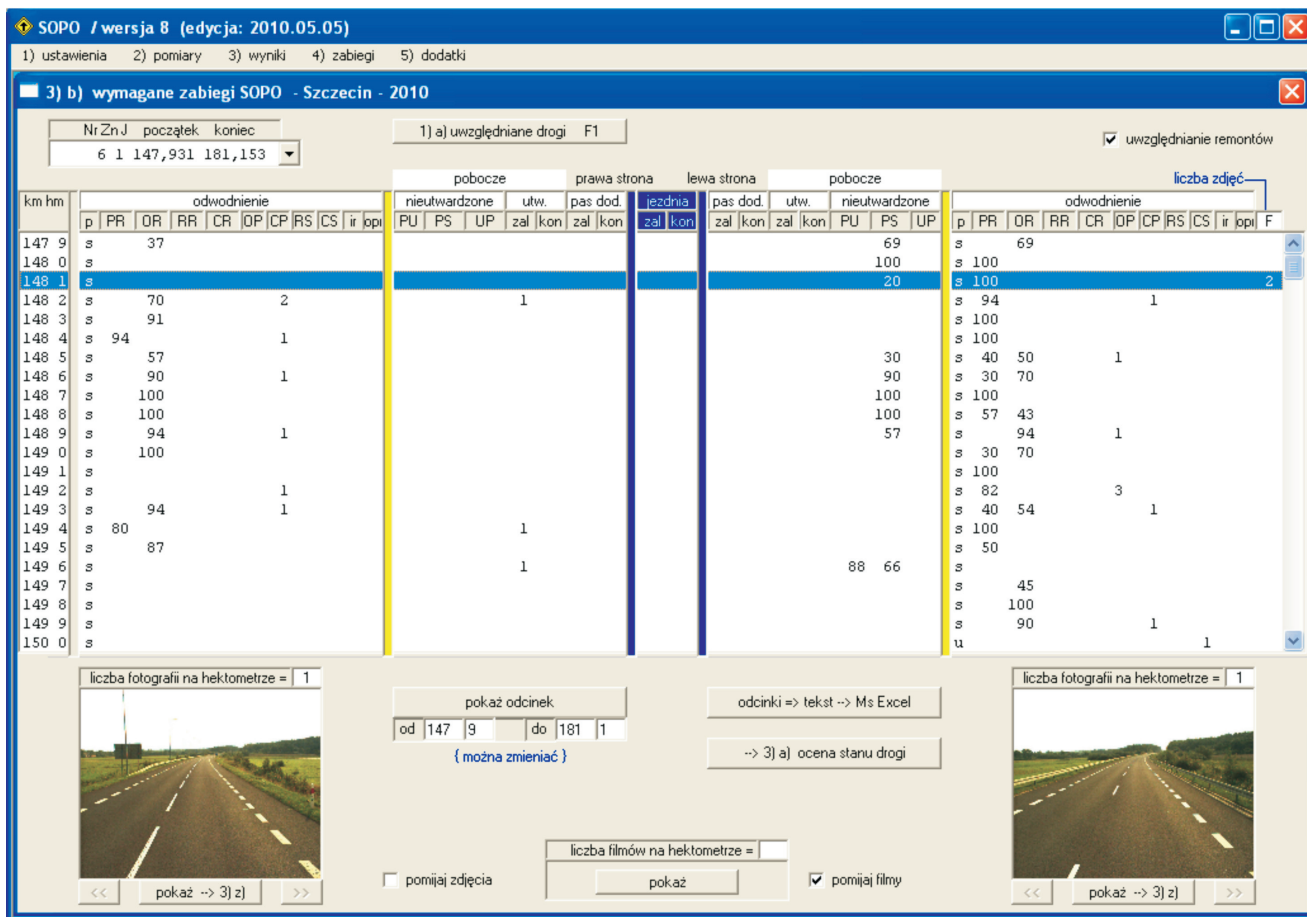 SOPO / wersja 8 (edycja: 2010.05.05)
1) ustawienia 2) pomiary 3) wyniki 4) zabiegi 5) dodatki
3) b) wymagane zabiegi SOPO - Szczecin - 2010
Nr Zn J początek koniec
6 1 147,931 181,153
1) a) uwzględniane drogi F1
uwzględnianie remontów
pobocze prawa strona lewa strona pobocze liczba zdjęć
km hm odwodnienie nieutwardzone utw. pas dod. jezdnia pas dod. utw. nieutwardzone odwodnienie
p PR OR RR CR OP CP RS CS ir opi PU PS UP zal kon zal kon zal kon zal kon zal kon PU PS UP p PR OR RR CR OP CP RS CS ir opi F
147 9 s 37 69 s 69
148 0 s 100 s 100
148 1 s 20 s 100 2
148 2 s 70 2 1 s 94 1
148 3 s 91 s 100
148 4 s 94 1 s 100
148 5 s 57 30 s 40 50 1
148 6 s 90 1 90 s 30 70
148 7 s 100 100 s 100
148 8 s 100 100 s 57 43
148 9 s 94 1 57 s 94 1
149 0 s 100 s 30 70
149 1 s s 100
149 2 s 1 s 82 3
149 3 s 94 1 s 40 54 1
149 4 s 80 1 s 100
149 5 s 87 s 50
149 6 s 1 88 66 s
149 7 s s 45
149 8 s s 100
149 9 s s 90 1
150 0 s u 1
liczba fotografii na hektometrze = 1
pokaż odcinek
od 147 9 do 181 1
{ można zmieniać }
odcinki => tekst --> Ms Excel
--> 3) a) ocena stanu drogi
liczba fotografii na hektometrze = 1
liczba filmów na hektometrze =
pomijaj zdjęcia
pokaż
pomijaj filmy
<< pokaż --> 3) z) >>
<< pokaż --> 3) z) >>